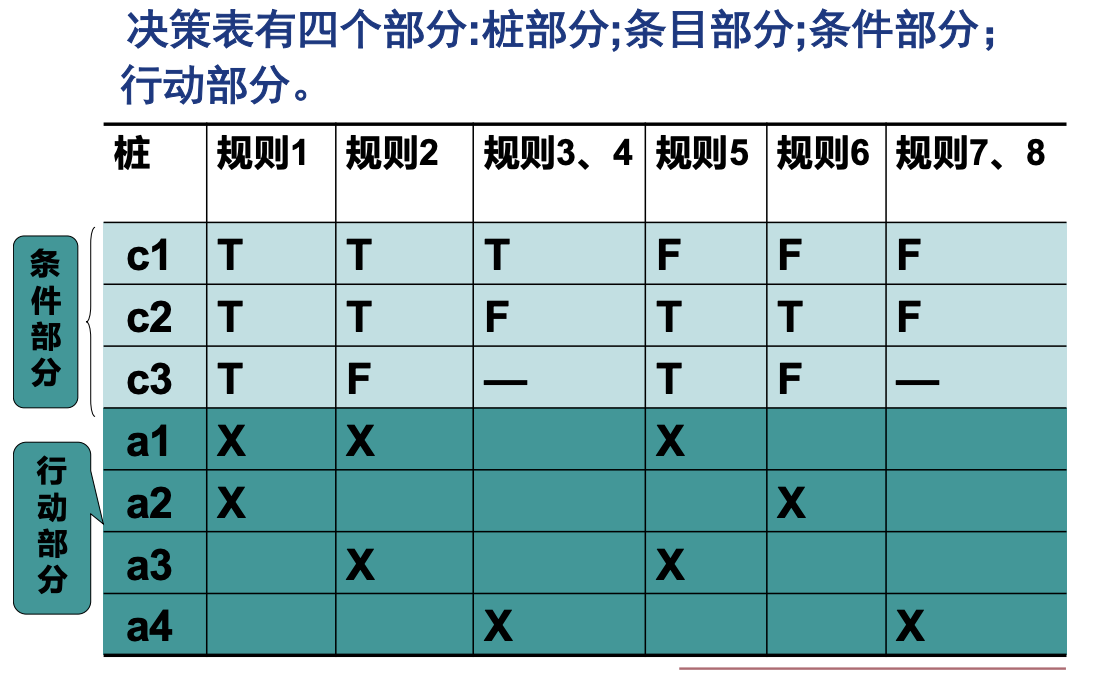 决策表有四个部分:桩部分;条目部分;条件部分；
行动部分。
桩 规则1 规则2 规则3、4 规则5 规则6 规则7、8
条件部分
c1 T T T F F F
c2 T T F T T F
c3 T F — T F —
行动部分
a1 X X X
a2 X X
a3 X X
a4 X X